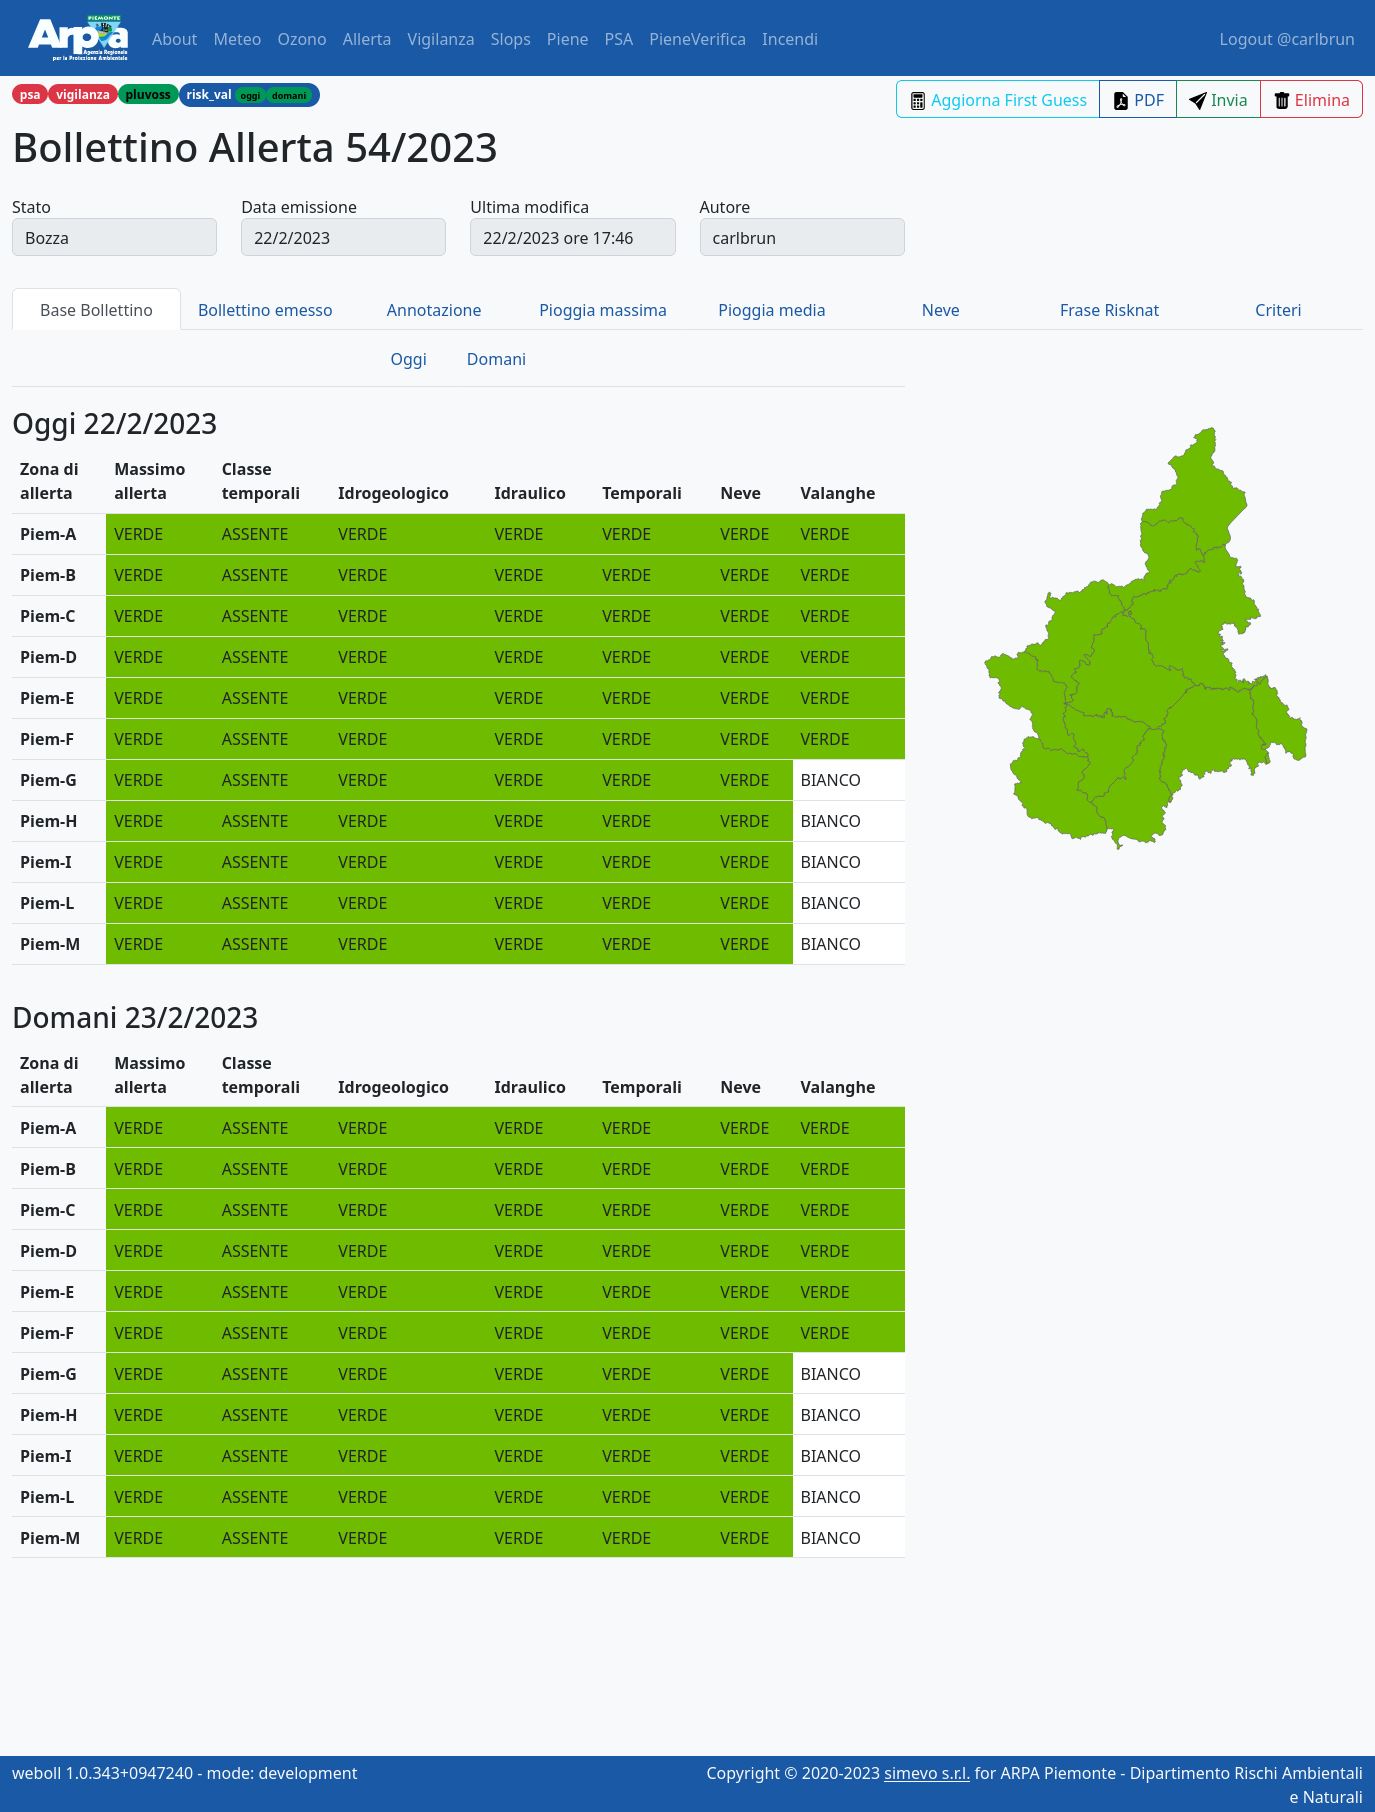 PIEMONTE
Arpa
Agenzia Regionale
per la Protezione Ambientale
About Meteo Ozono Allerta Vigilanza Slops Piene PSA PieneVerifica Incendi Logout @carlbrun
psa vigilanza pluvoss risk_val oggi domani
Aggiorna First Guess PDF Invia Elimina
Bollettino Allerta 54/2023
Stato Data emissione Ultima modifica Autore
Bozza 22/2/2023 22/2/2023 ore 17:46 carlbrun
Base Bollettino Bollettino emesso Annotazione Pioggia massima Pioggia media Neve Frase Risknat Criteri
Oggi Domani
Oggi 22/2/2023
Zona di allerta Massimo allerta Classe temporali Idrogeologico Idraulico Temporali Neve Valanghe
Piem-A VERDE ASSENTE VERDE VERDE VERDE VERDE VERDE
Piem-B VERDE ASSENTE VERDE VERDE VERDE VERDE VERDE
Piem-C VERDE ASSENTE VERDE VERDE VERDE VERDE VERDE
Piem-D VERDE ASSENTE VERDE VERDE VERDE VERDE VERDE
Piem-E VERDE ASSENTE VERDE VERDE VERDE VERDE VERDE
Piem-F VERDE ASSENTE VERDE VERDE VERDE VERDE VERDE
Piem-G VERDE ASSENTE VERDE VERDE VERDE VERDE BIANCO
Piem-H VERDE ASSENTE VERDE VERDE VERDE VERDE BIANCO
Piem-I VERDE ASSENTE VERDE VERDE VERDE VERDE BIANCO
Piem-L VERDE ASSENTE VERDE VERDE VERDE VERDE BIANCO
Piem-M VERDE ASSENTE VERDE VERDE VERDE VERDE BIANCO
Domani 23/2/2023
Zona di allerta Massimo allerta Classe temporali Idrogeologico Idraulico Temporali Neve Valanghe
Piem-A VERDE ASSENTE VERDE VERDE VERDE VERDE VERDE
Piem-B VERDE ASSENTE VERDE VERDE VERDE VERDE VERDE
Piem-C VERDE ASSENTE VERDE VERDE VERDE VERDE VERDE
Piem-D VERDE ASSENTE VERDE VERDE VERDE VERDE VERDE
Piem-E VERDE ASSENTE VERDE VERDE VERDE VERDE VERDE
Piem-F VERDE ASSENTE VERDE VERDE VERDE VERDE VERDE
Piem-G VERDE ASSENTE VERDE VERDE VERDE VERDE BIANCO
Piem-H VERDE ASSENTE VERDE VERDE VERDE VERDE BIANCO
Piem-I VERDE ASSENTE VERDE VERDE VERDE VERDE BIANCO
Piem-L VERDE ASSENTE VERDE VERDE VERDE VERDE BIANCO
Piem-M VERDE ASSENTE VERDE VERDE VERDE VERDE BIANCO
weboll 1.0.343+0947240 - mode: development
Copyright © 2020-2023 simevo s.r.l. for ARPA Piemonte - Dipartimento Rischi Ambientali
e Naturali